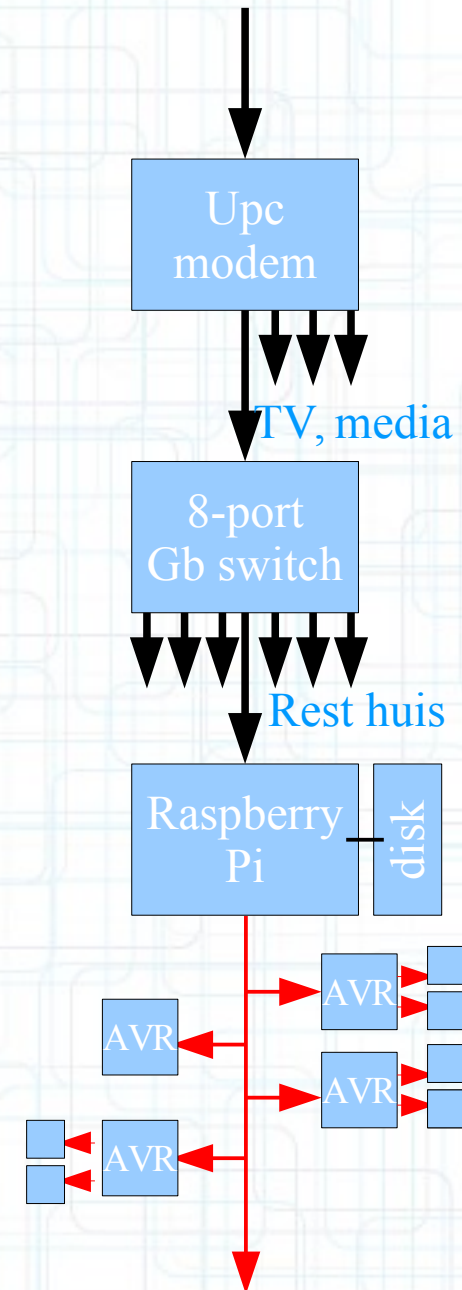 Upc
modem
TV, media
8-port
Gb switch
Rest huis
Raspberry
Pi
disk
AVR
AVR
AVR
AVR